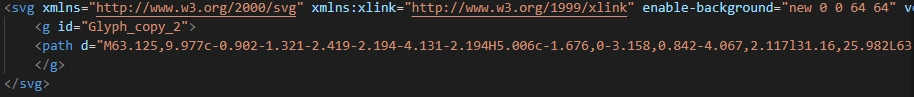 <svg xmlns="http://www.w3.org/2000/svg" xmlns:xlink="http://www.w3.org/1999/xlink" enable-background="new 0 0 64 64" ve
<g id="Glyph_copy_2">
<path d="M63.125,9.977c-0.902-1.321-2.419-2.194-4.131-2.194H5.006c-1.676,0-3.158,0.842-4.067,2.117l31.16,25.982L63
</g>
</svg>